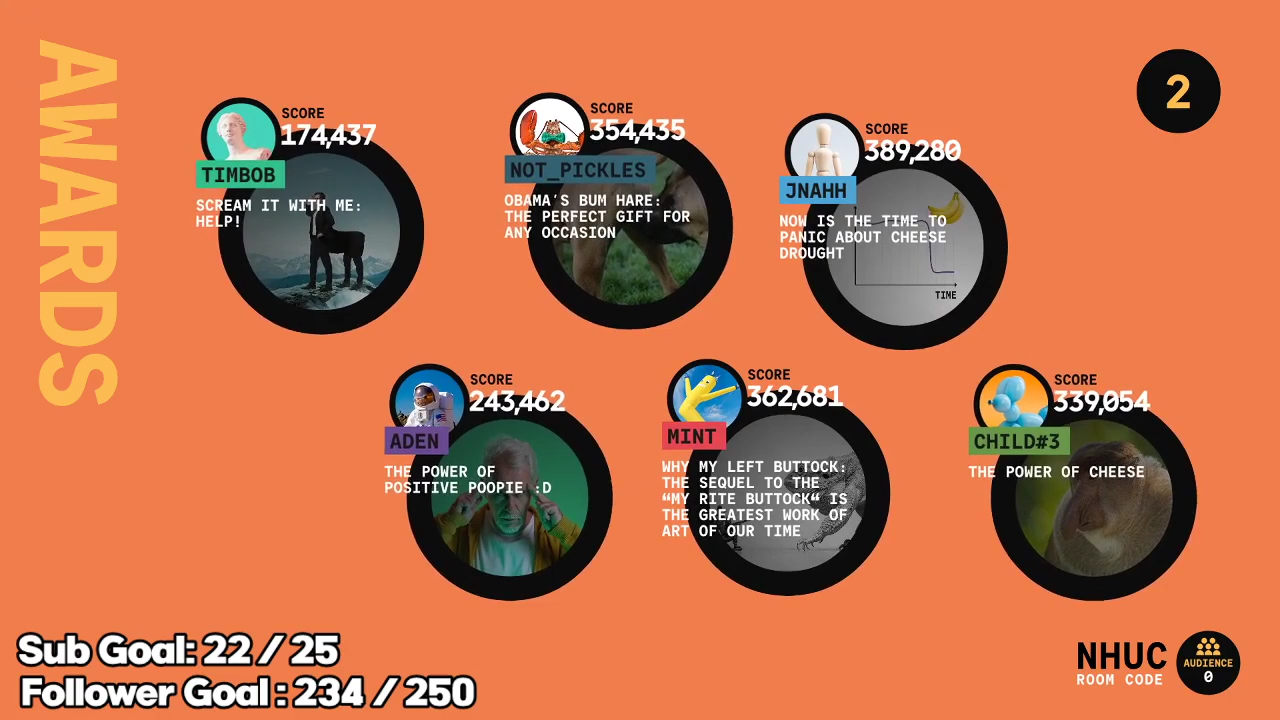 AWARDS
2
SCORE
174,437
TIMBOB
SCREAM IT WITH ME:
HELP!
SCORE
354,435
NOT_PICKLES
OBAMA'S BUM HARE:
THE PERFECT GIFT FOR
ANY OCCASION
SCORE
389,280
JNAHH
NOW IS THE TIME TO
PANIC ABOUT CHEESE
DROUGHT
TIME
SCORE
243,462
ADEN
THE POWER OF
POSITIVE POOPIE :D
SCORE
362,681
MINT
WHY MY LEFT BUTTOCK:
THE SEQUEL TO THE
“MY RITE BUTTOCK“ IS
THE GREATEST WORK OF
ART OF OUR TIME
SCORE
339,054
CHILD#3
THE POWER OF CHEESE
Sub Goal: 22 / 25
Follower Goal : 234 / 250
NHUC
ROOM CODE
AUDIENCE
0